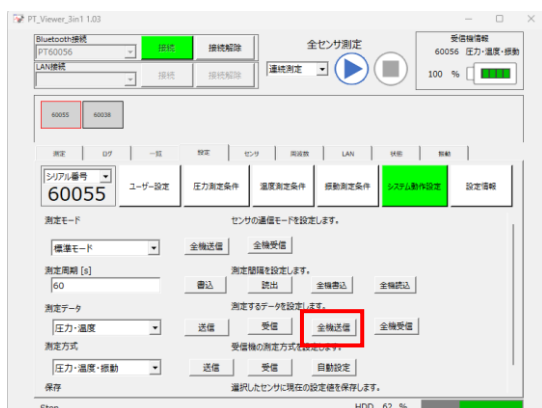 PT_Viewer_3in1 1.03
Bluetooth接続
PT60056
接続
接続解除
LAN接続
接続
接続解除
全センサ測定
連続測定
受信機情報
60056 圧力・温度・振動
100 %
60055 60038
測定 ログ 一覧 設定 センサ 周波数 LAN 状態 移動
シリアル番号
60055
ユーザー設定
圧力測定条件
温度測定条件
振動測定条件
システム動作設定
設定情報
測定モード センサの通信モードを設定します。
標準モード 全機送信 全機受信
測定周期 [s] 測定間隔を設定します。
60 書込 読出 全機書込 全機読込
測定データ 測定するデータを設定します。
圧力・温度 送信 受信 全機送信 全機受信
測定方式 受信機の測定方式を設定します。
圧力・温度・振動 送信 受信 自動設定
保存 選択したセンサに現在の設定値を保存します。
Stop HDD 62 %